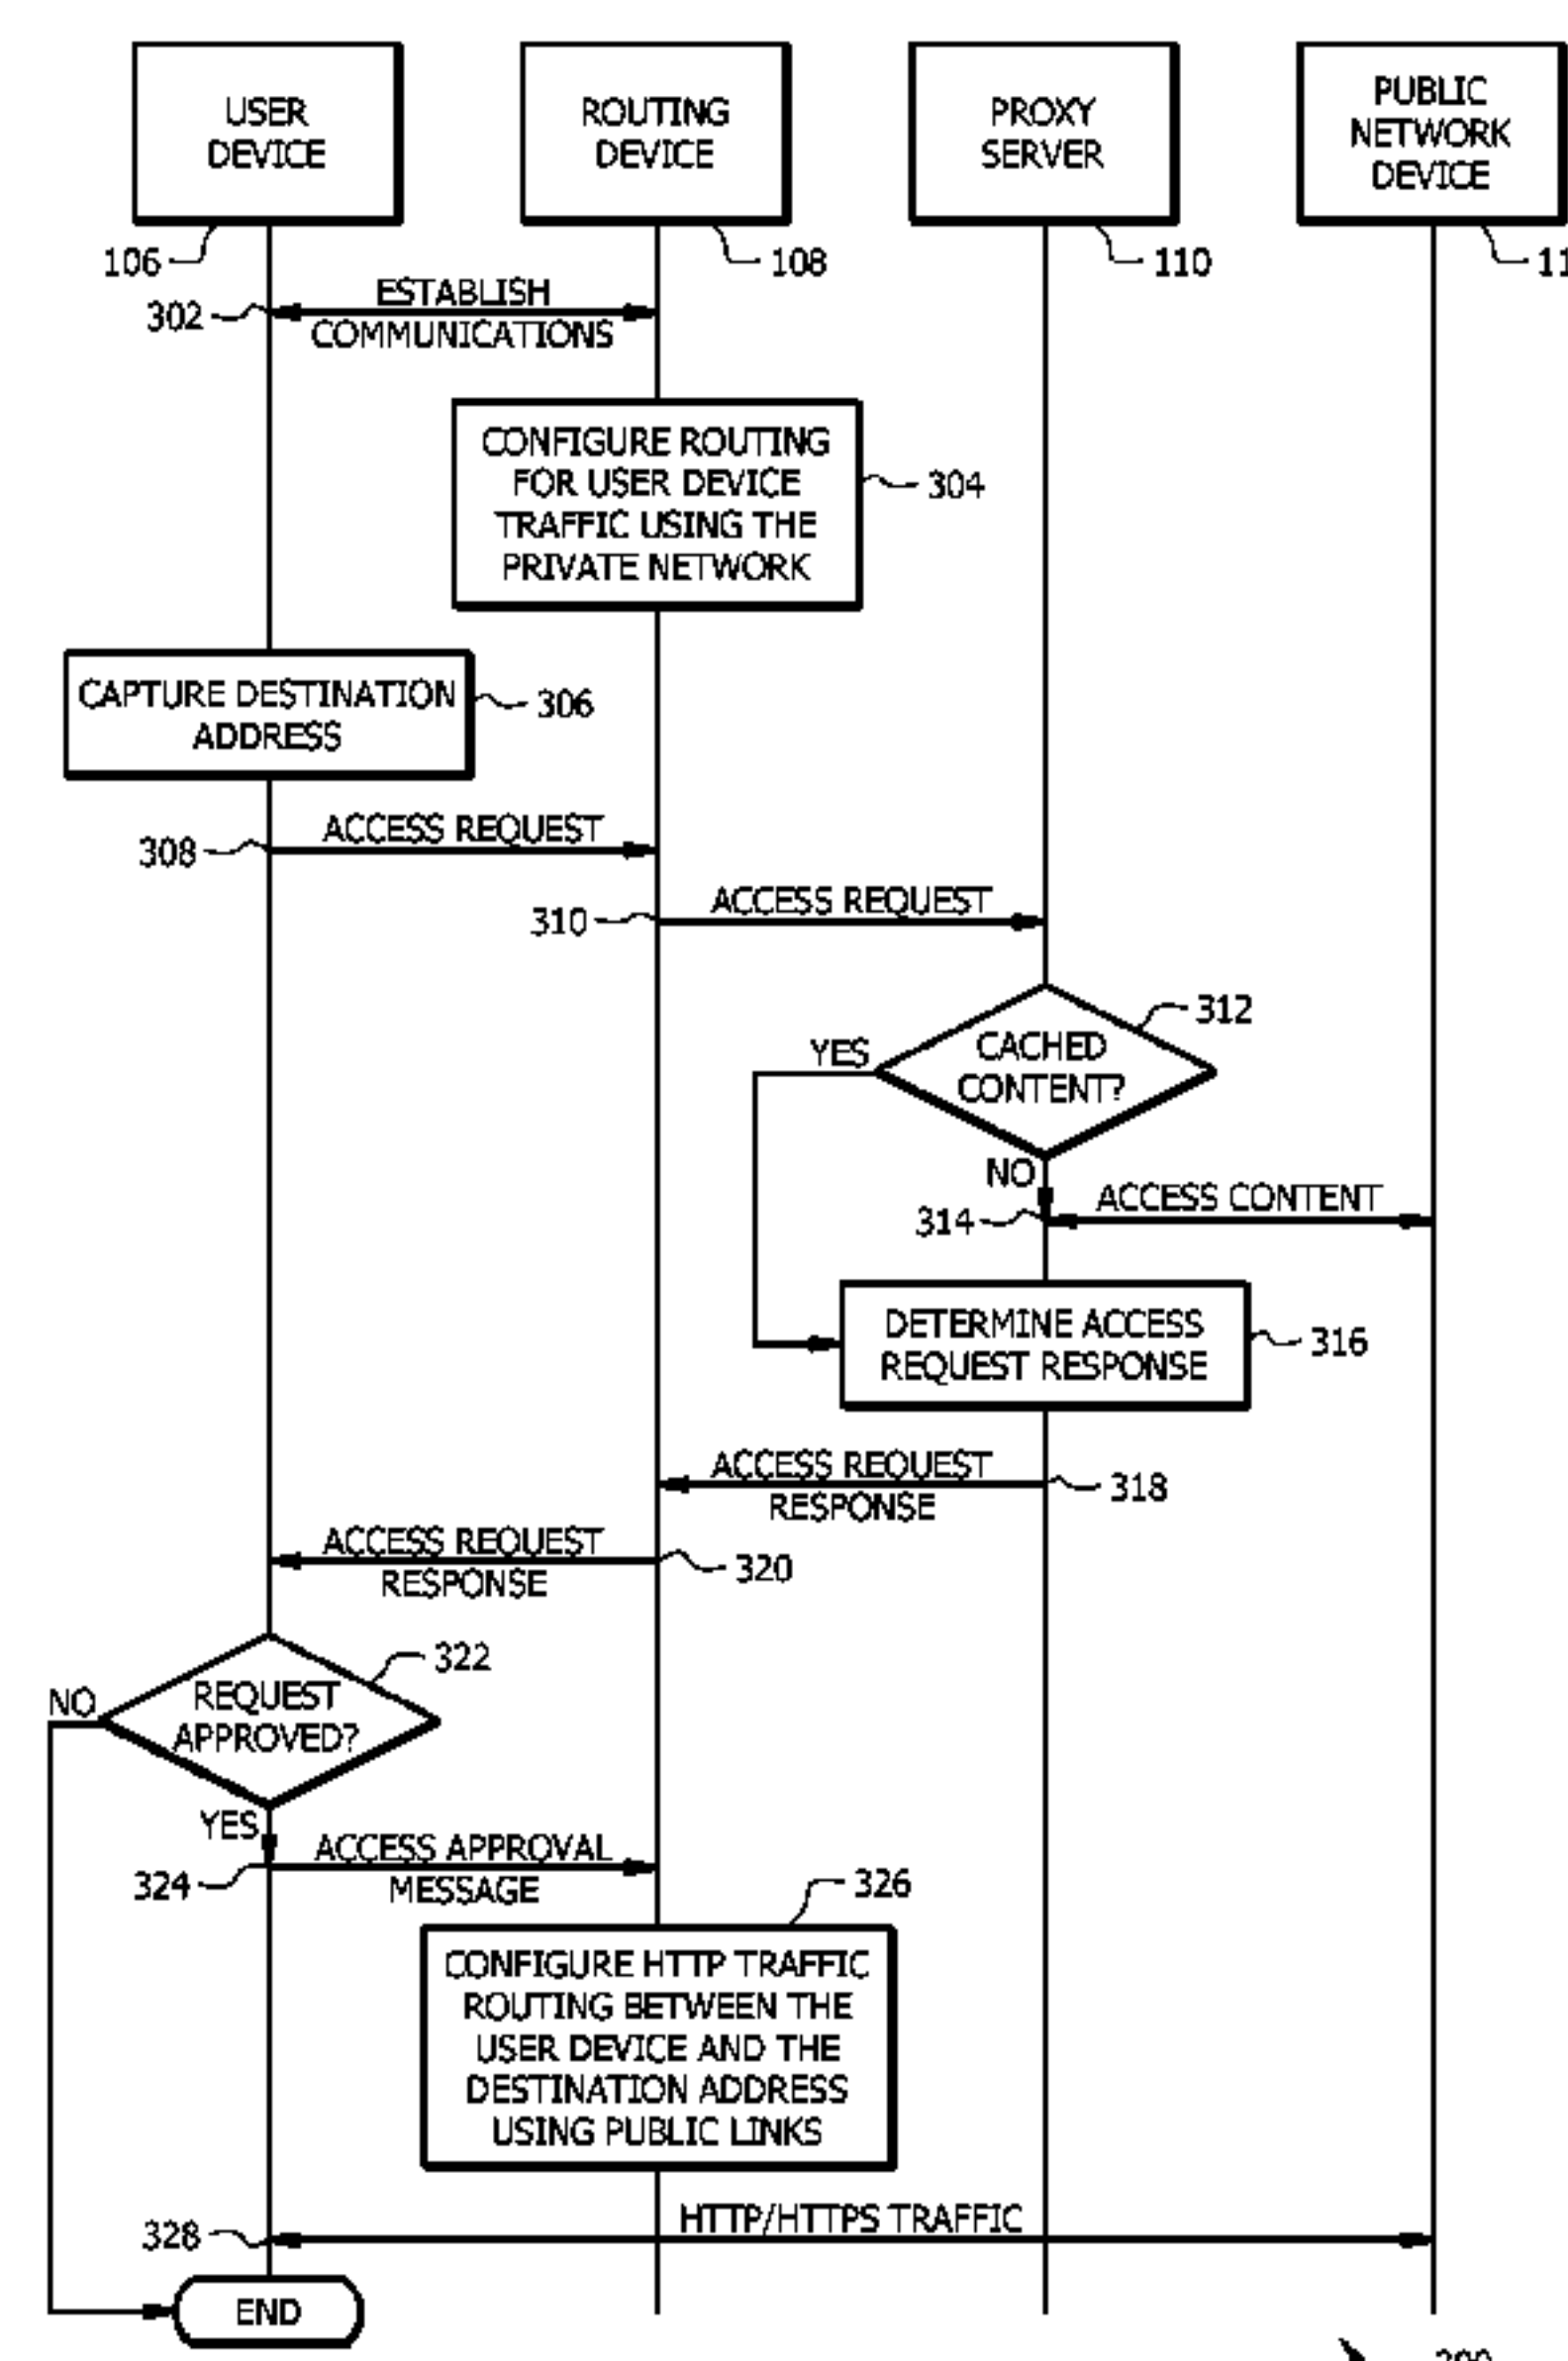 USER
DEVICE
ROUTING
DEVICE
PROXY
SERVER
PUBLIC
NETWORK
DEVICE
106
108
110
302
ESTABLISH
COMMUNICATIONS
CONFIGURE ROUTING
FOR USER DEVICE
TRAFFIC USING THE
PRIVATE NETWORK
304
CAPTURE DESTINATION
ADDRESS
306
308
ACCESS REQUEST
310
ACCESS REQUEST
312
YES
CACHED
CONTENT?
NO
314
ACCESS CONTENT
DETERMINE ACCESS
REQUEST RESPONSE
316
ACCESS REQUEST
RESPONSE
318
ACCESS REQUEST
RESPONSE
320
322
NO
REQUEST
APPROVED?
YES
324
ACCESS APPROVAL
MESSAGE
326
CONFIGURE HTTP TRAFFIC
ROUTING BETWEEN THE
USER DEVICE AND THE
DESTINATION ADDRESS
USING PUBLIC LINKS
328
HTTP/HTTPS TRAFFIC
END